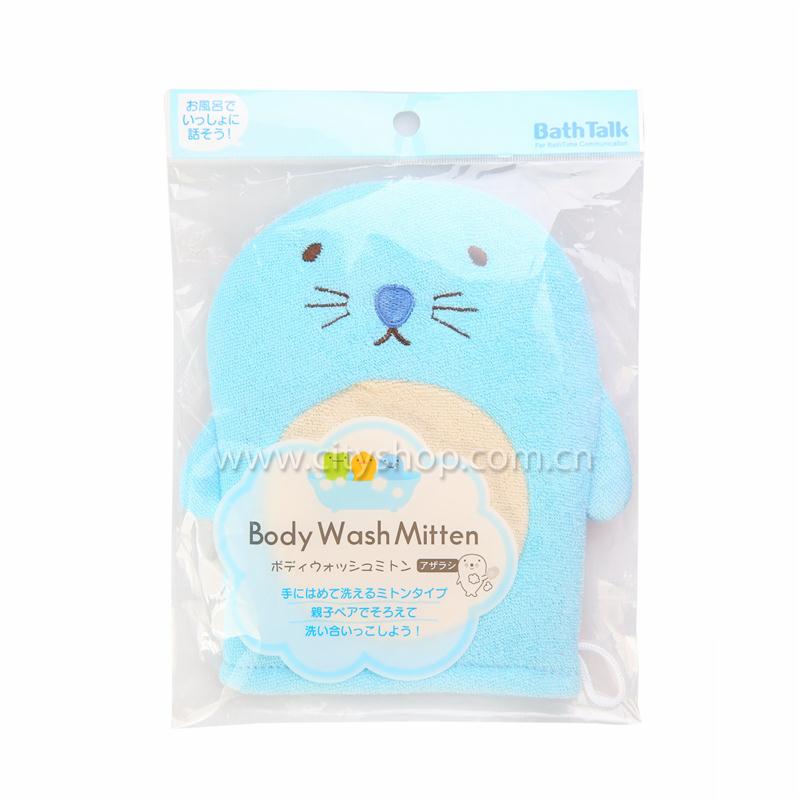 お風呂で
いっしょに
話そう!
BathTalk
For BathTime Communication
www.cityshop.com.cn
Body Wash Mitten
ボディウォッシュミトン アザラシ
手にはめて洗えるミトンタイプ
親子ペアでそろえて
洗い合いっこしよう!